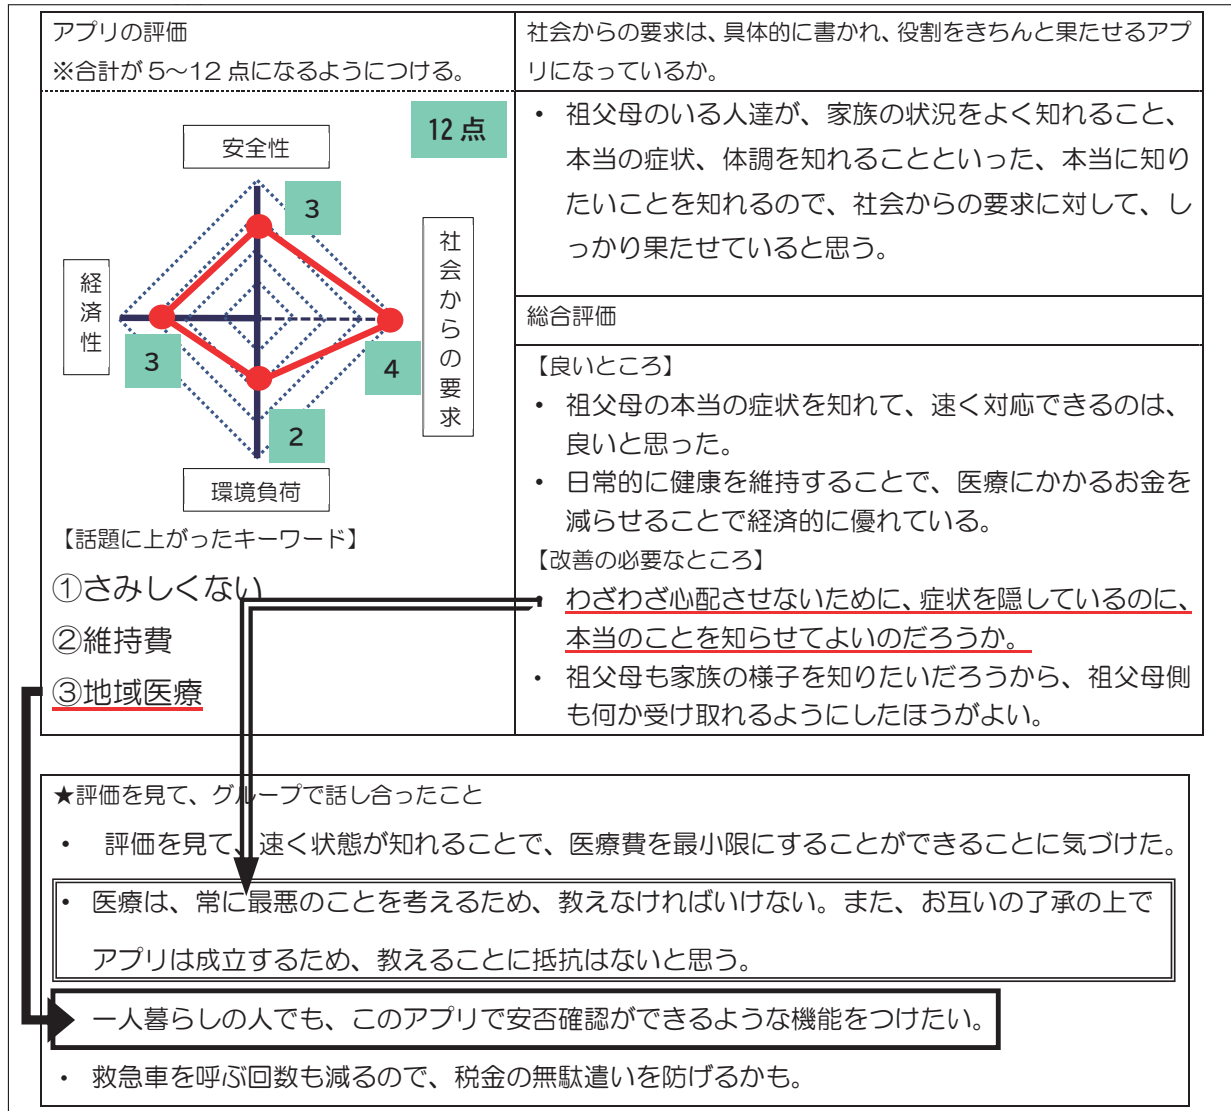 アプリの評価
※合計が5～12点になるようにつける。
12点
安全性
3
社会からの要求
4
経済性
3
2
環境負荷
【話題に上がったキーワード】
①さみしくない
②維持費
③地域医療
社会からの要求は、具体的に書かれ、役割をきちんと果たせるアプ
リになっているか。
・ 祖父母のいる人達が、家族の状況をよく知れること、
本当の症状、体調を知れることといった、本当に知り
たいことを知れるので、社会からの要求に対して、し
っかり果たせていると思う。
総合評価
【良いところ】
・ 祖父母の本当の症状を知れて、速く対応できるのは、
良いと思った。
・ 日常的に健康を維持することで、医療にかかるお金を
減らせることで経済的に優れている。
【改善の必要なところ】
・ わざわざ心配させないために、症状を隠しているのに、
本当のことを知らせてよいのだろうか。
・ 祖父母も家族の様子を知りたいだろうから、祖父母側
も何か受け取れるようにしたほうがよい。
★評価を見て、グループで話し合ったこと
・ 評価を見て、速く状態が知れることで、医療費を最小限にすることができることに気づけた。
・ 医療は、常に最悪のことを考えるため、教えなければいけない。また、お互いの了承の上で
アプリは成立するため、教えることに抵抗はないと思う。
一人暮らしの人でも、このアプリで安否確認ができるような機能をつけたい。
・ 救急車を呼ぶ回数も減るので、税金の無駄遣いを防げるかも。